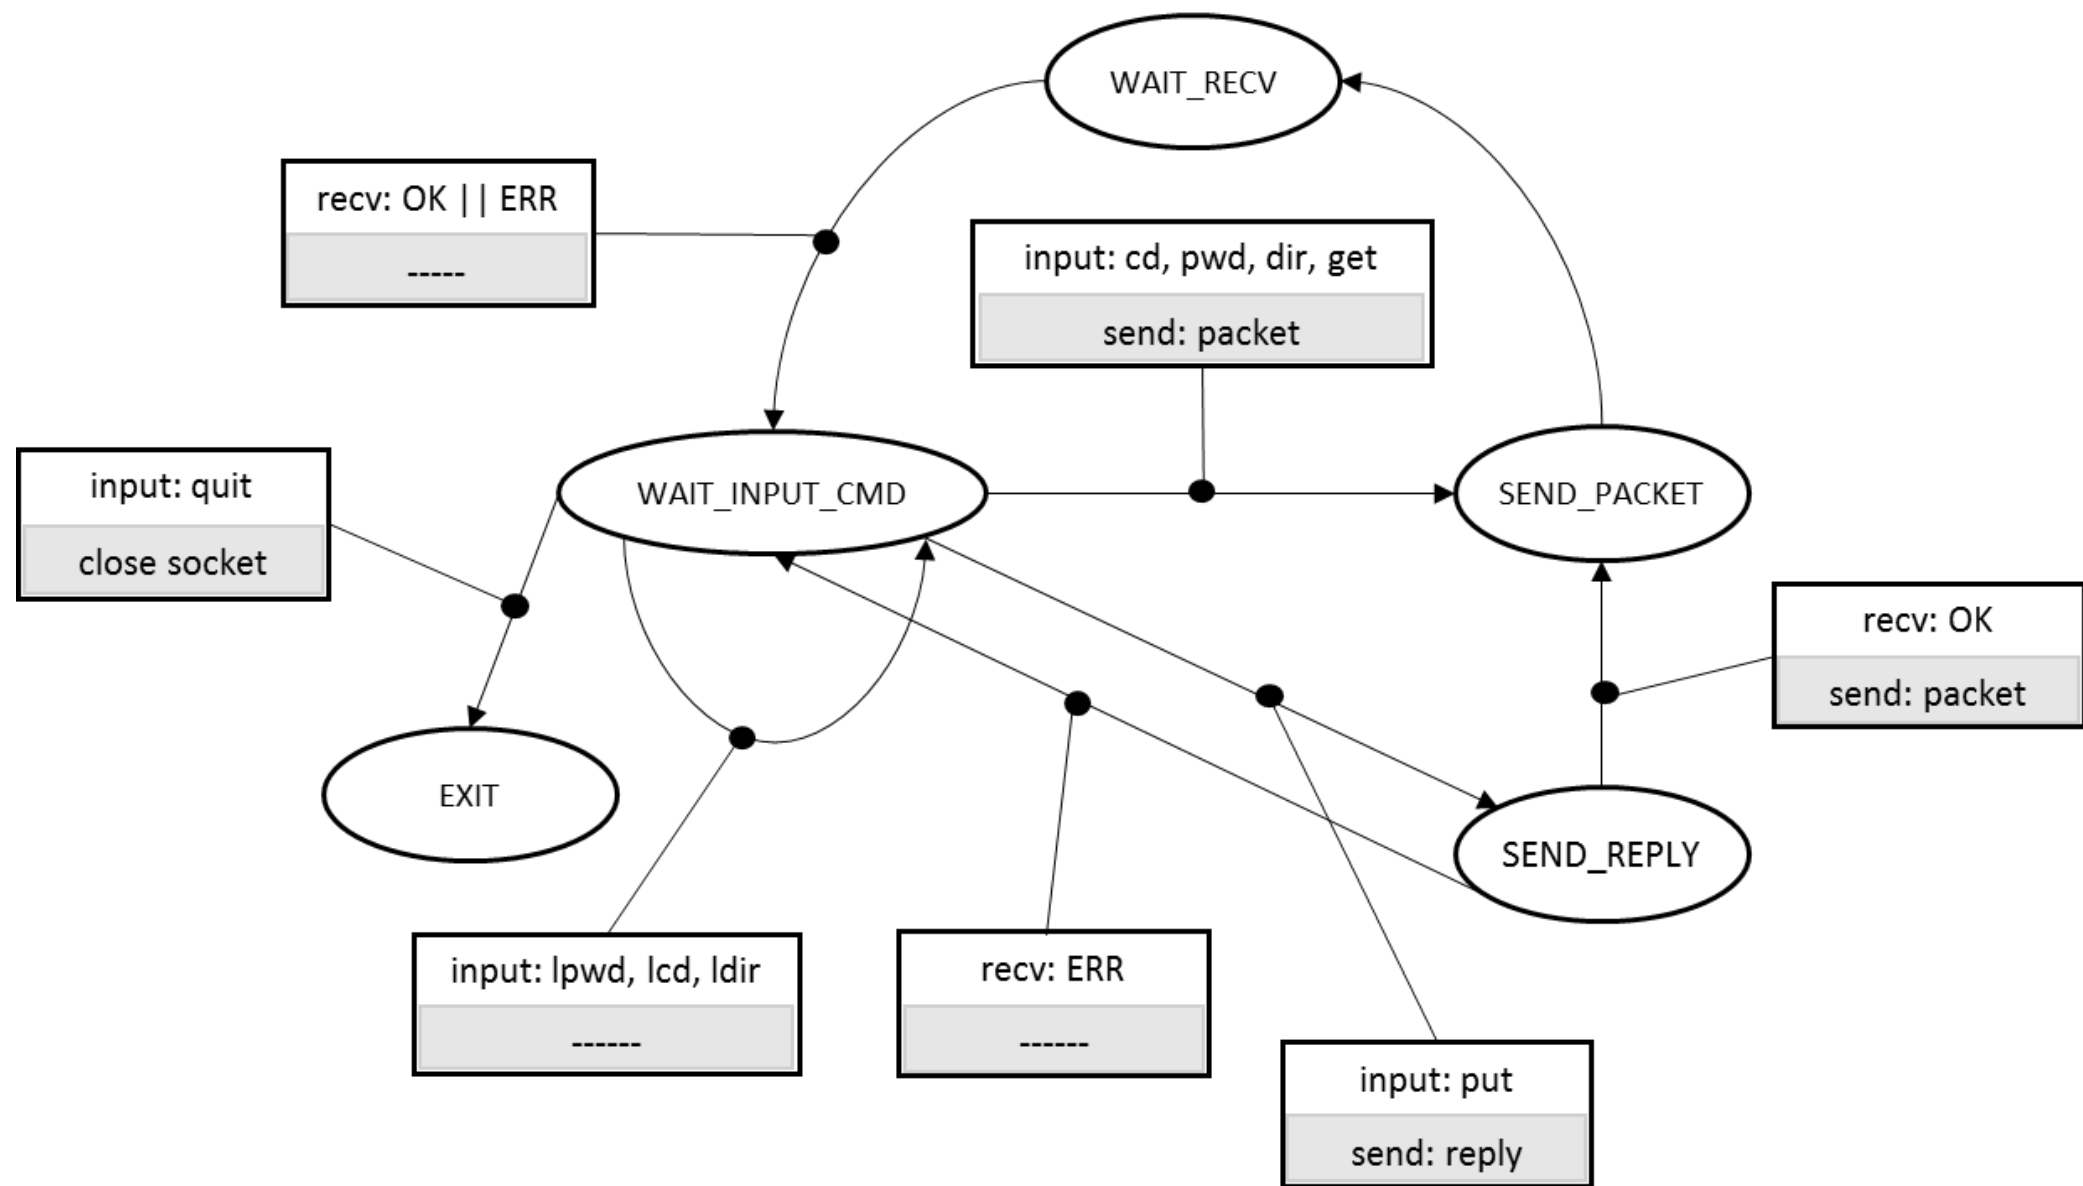 WAIT_RECV
recv: OK || ERR
-----
input: cd, pwd, dir, get
send: packet
input: quit
close socket
WAIT_INPUT_CMD
SEND_PACKET
recv: OK
send: packet
EXIT
SEND_REPLY
input: lpwd, lcd, ldir
------
recv: ERR
------
input: put
send: reply